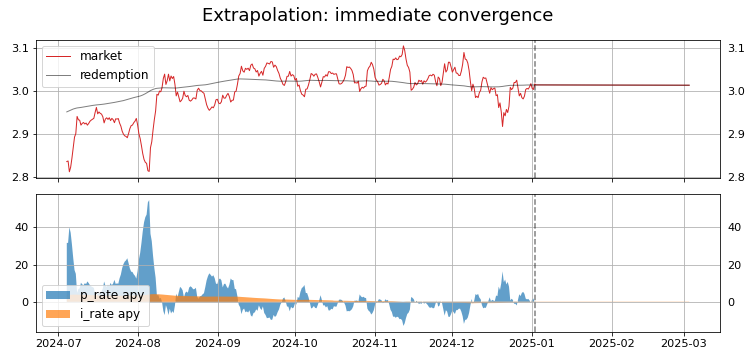 Extrapolation: immediate convergence
3.1 3.1
market
redemption
3.0 3.0
2.9 2.9
2.8 2.8
40 40
20 20
p_rate apy
i_rate apy
0 0
2024-07 2024-08 2024-09 2024-10 2024-11 2024-12 2025-01 2025-02 2025-03